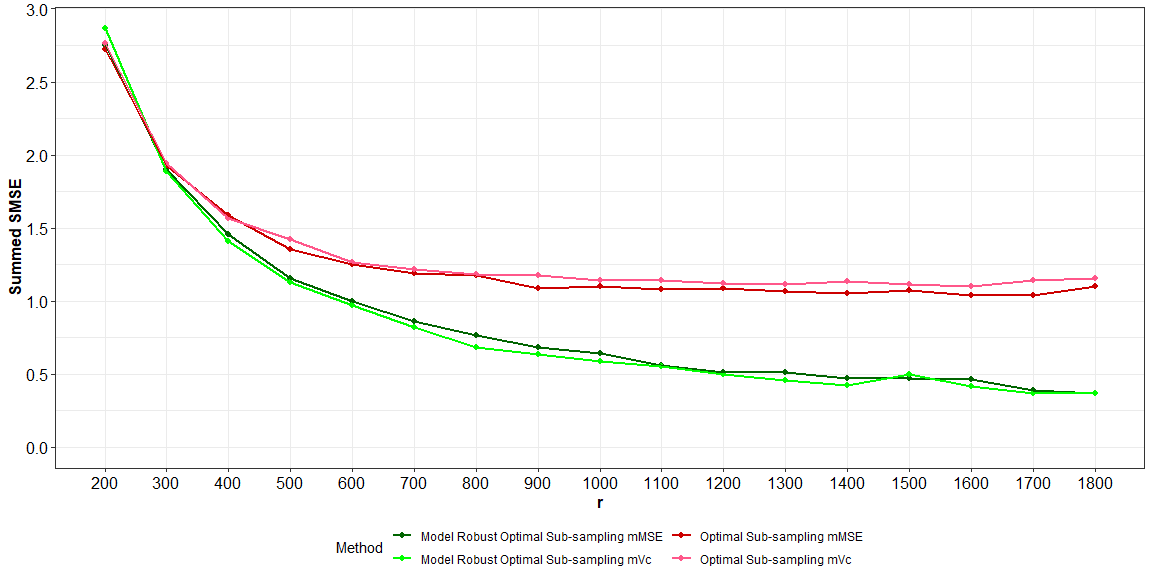 Summed SMSE
3.0
2.5
2.0
1.5
1.0
0.5
0.0
200 300 400 500 600 700 800 900 1000 1100 1200 1300 1400 1500 1600 1700 1800
r
Method
Model Robust Optimal Sub-sampling mMSE Optimal Sub-sampling mMSE
Model Robust Optimal Sub-sampling mVc Optimal Sub-sampling mVc